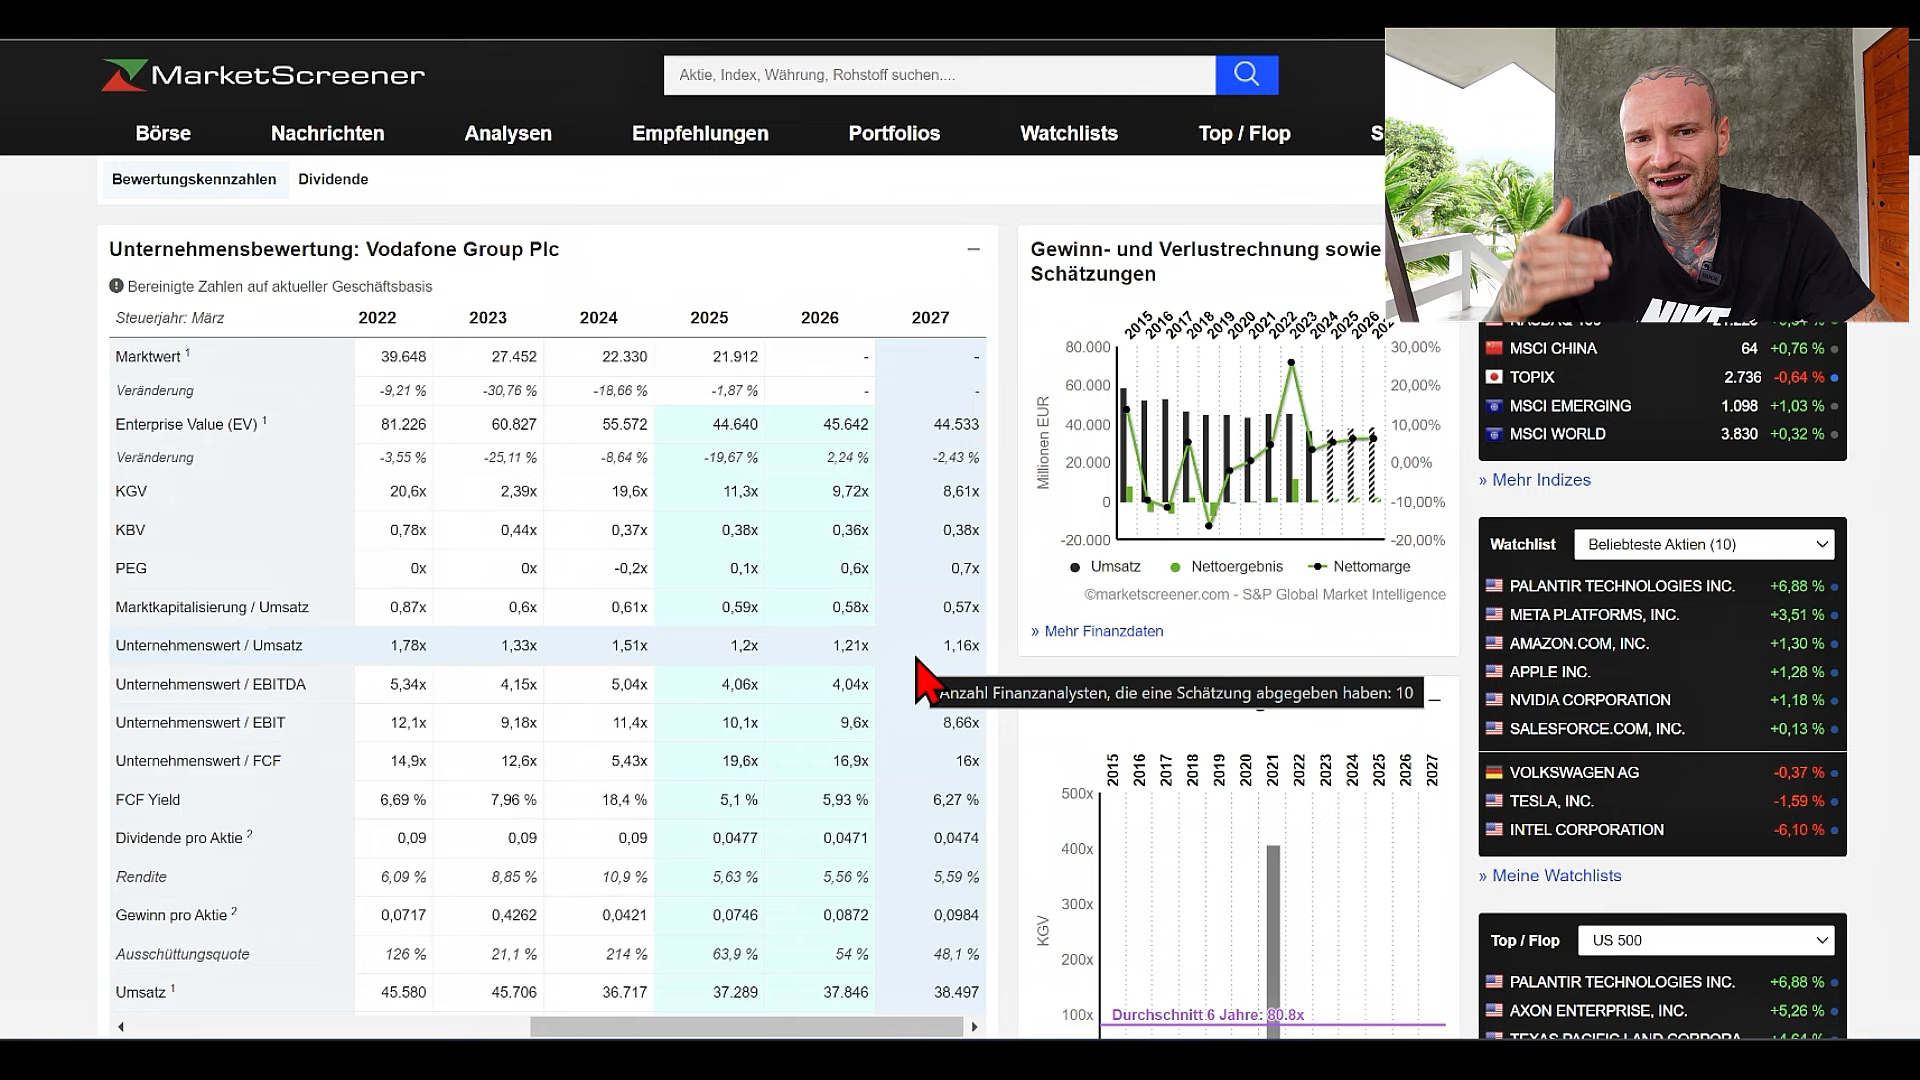 MarketScreener
Aktie, Index, Währung, Rohstoff suchen....
Börse Nachrichten Analysen Empfehlungen Portfolios Watchlists Top / Flop S
Bewertungskennzahlen Dividende
Unternehmensbewertung: Vodafone Group Plc
Bereinigte Zahlen auf aktueller Geschäftsbasis
Steuerjahr: März 2022 2023 2024 2025 2026 2027
Marktwert 1 39.648 27.452 22.330 21.912 - -
Veränderung -9,21 % -30,76 % -18,66 % -1,87 % - -
Enterprise Value (EV) 1 81.226 60.827 55.572 44.640 45.642 44.533
Veränderung -3,55 % -25,11 % -8,64 % -19,67 % 2,24 % -2,43 %
KGV 20,6x 2,39x 19,6x 11,3x 9,72x 8,61x
KBV 0,78x 0,44x 0,37x 0,38x 0,36x 0,38x
PEG 0x 0x -0,2x 0,1x 0,6x 0,7x
Marktkapitalisierung / Umsatz 0,87x 0,6x 0,61x 0,59x 0,58x 0,57x
Unternehmenswert / Umsatz 1,78x 1,33x 1,51x 1,2x 1,21x 1,16x
Unternehmenswert / EBITDA 5,34x 4,15x 5,04x 4,06x 4,04x
Unternehmenswert / EBIT 12,1x 9,18x 11,4x 10,1x 9,6x 8,66x
Unternehmenswert / FCF 14,9x 12,6x 5,43x 19,6x 16,9x 16x
FCF Yield 6,69 % 7,96 % 18,4 % 5,1 % 5,93 % 6,27 %
Dividende pro Aktie 2 0,09 0,09 0,09 0,0477 0,0471 0,0474
Rendite 6,09 % 8,85 % 10,9 % 5,63 % 5,56 % 5,59 %
Gewinn pro Aktie 2 0,0717 0,4262 0,0421 0,0746 0,0872 0,0984
Ausschüttungsquote 126 % 21,1 % 214 % 63,9 % 54 % 48,1 %
Umsatz 1 45.580 45.706 36.717 37.289 37.846 38.497
Anzahl Finanzanalysten, die eine Schätzung abgegeben haben: 10
Gewinn- und Verlustrechnung sowie
Schätzungen
2015 2016 2017 2018 2019 2020 2021 2022 2023 2024 2025 2026
80.000 30,00%
60.000 20,00%
40.000 10,00%
20.000 0,00%
0 -10,00%
-20.000 -20,00%
Millionen EUR
Umsatz Nettoergebnis Nettomarge
©marketscreener.com - S&P Global Market Intelligence
» Mehr Finanzdaten
2015 2016 2017 2018 2019 2020 2021 2022 2023 2024 2025 2026 2027
500x
400x
300x
200x
100x
KGV
Durchschnitt 6 Jahre: 80.8x
NIKE
MSCI CHINA 64 +0,76 %
TOPIX 2.736 -0,64 %
MSCI EMERGING 1.098 +1,03 %
MSCI WORLD 3.830 +0,32 %
» Mehr Indizes
Watchlist Beliebteste Aktien (10)
PALANTIR TECHNOLOGIES INC. +6,88 %
META PLATFORMS, INC. +3,51 %
AMAZON.COM, INC. +1,30 %
APPLE INC. +1,28 %
NVIDIA CORPORATION +1,18 %
SALESFORCE.COM, INC. +0,13 %
VOLKSWAGEN AG -0,37 %
TESLA, INC. -1,59 %
INTEL CORPORATION -6,10 %
» Meine Watchlists
Top / Flop US 500
PALANTIR TECHNOLOGIES INC. +6,88 %
AXON ENTERPRISE, INC. +5,26 %